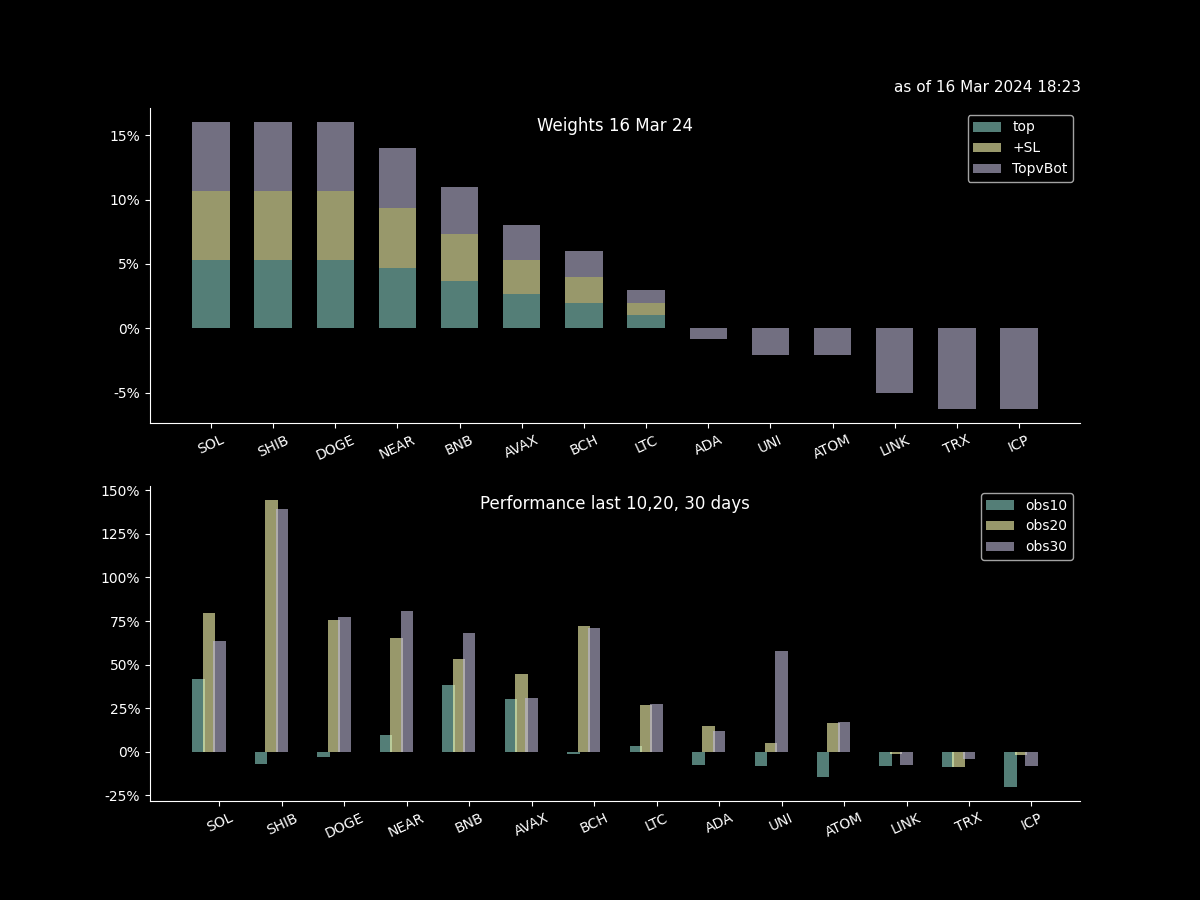 as of 16 Mar 2024 18:23
Weights 16 Mar 24
top
+SL
TopvBot
15%
10%
5%
0%
-5%
SOL SHIB DOGE NEAR BNB AVAX BCH LTC ADA UNI ATOM LINK TRX ICP
Performance last 10,20, 30 days
obs10
obs20
obs30
150%
125%
100%
75%
50%
25%
0%
-25%
SOL SHIB DOGE NEAR BNB AVAX BCH LTC ADA UNI ATOM LINK TRX ICP